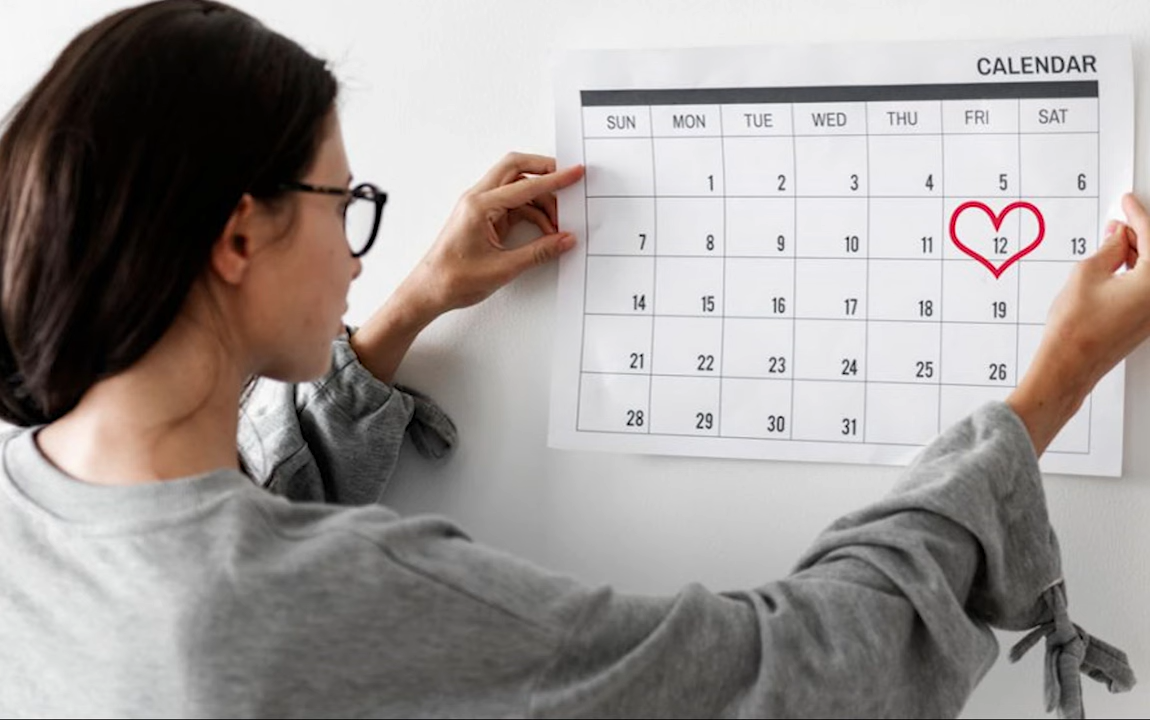 CALENDAR
SUN MON TUE WED THU FRI SAT
1 2 3 4 5 6
7 8 9 10 11 12 13
14 15 16 17 18 19
21 22 23 24 25 26
28 29 30 31